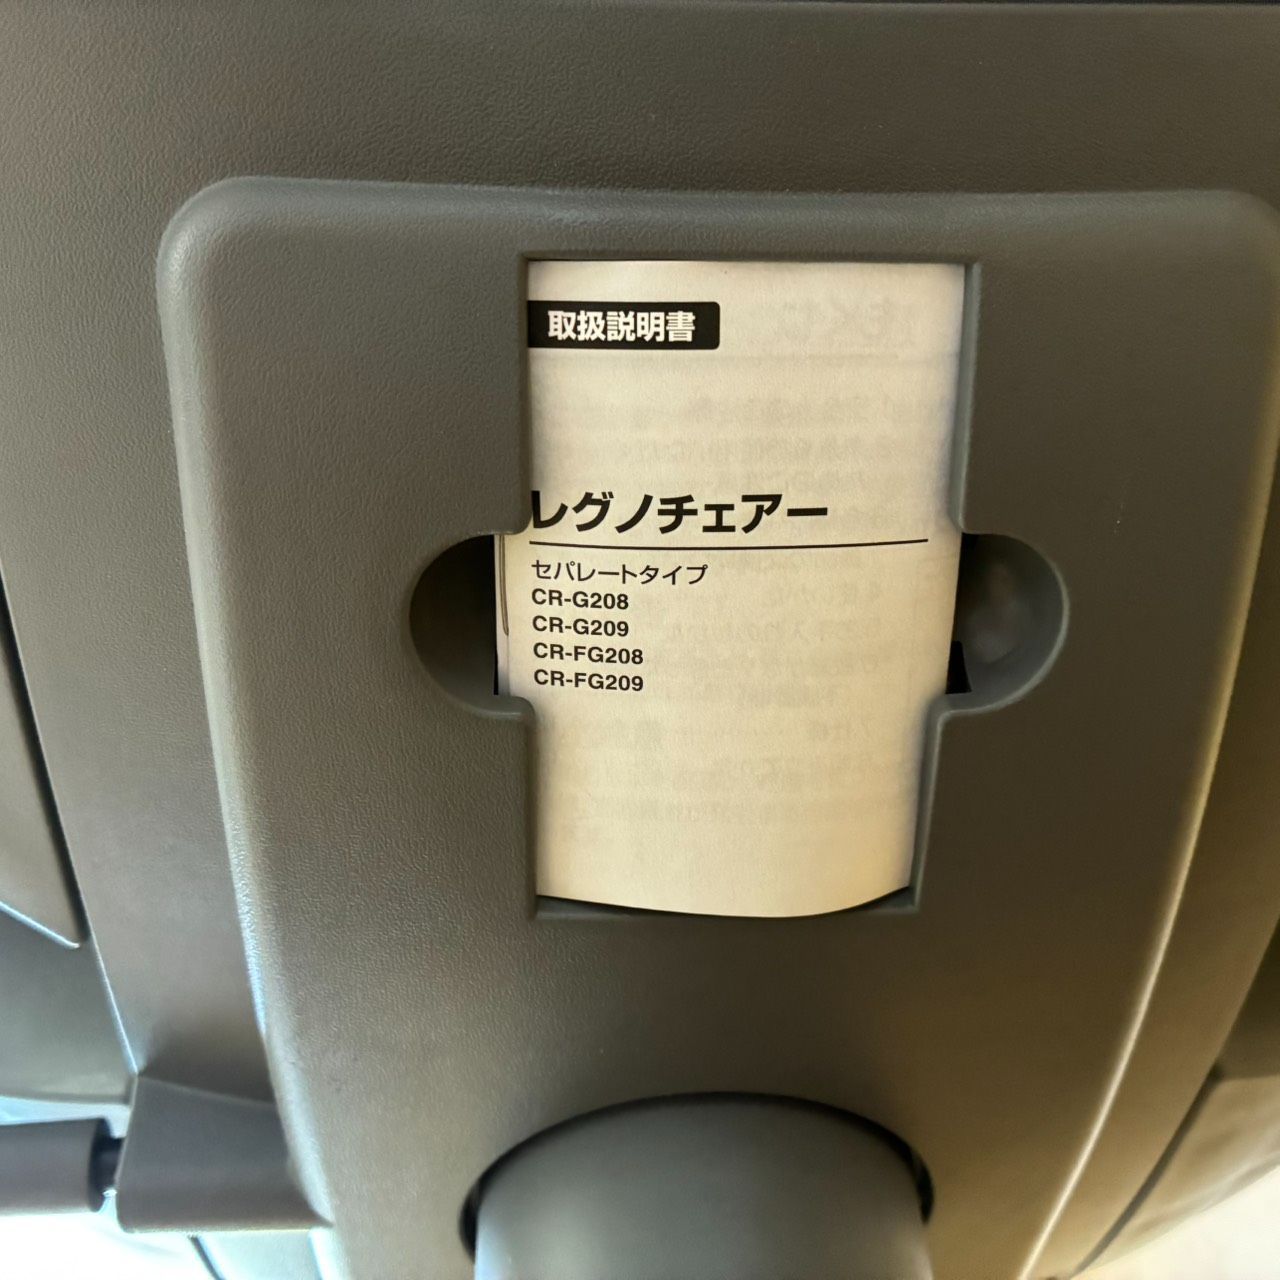 取扱説明書
レグノチェアー
セパレートタイプ
CR-G208
CR-G209
CR-FG208
CR-FG209